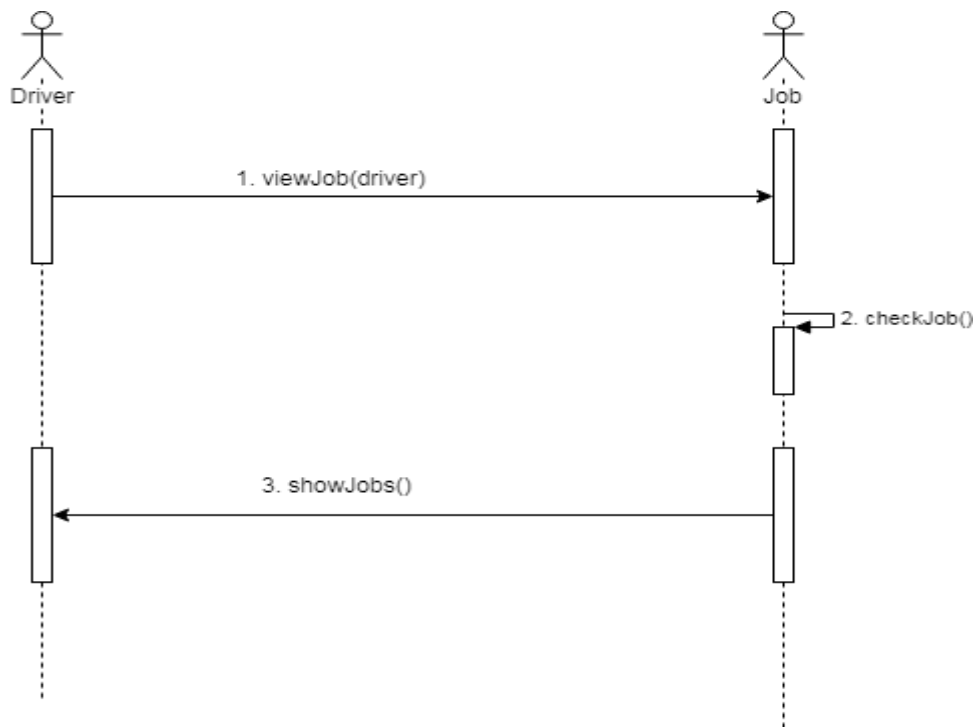 Driver
Job
1. viewJob(driver)
2. checkJob()
3. showJobs()